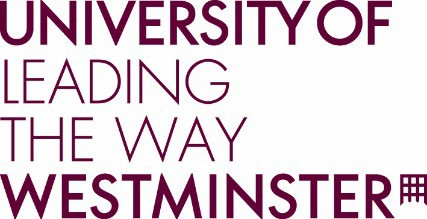 UNIVERSITY OF
LEADING
THE WAY
WESTMINSTER